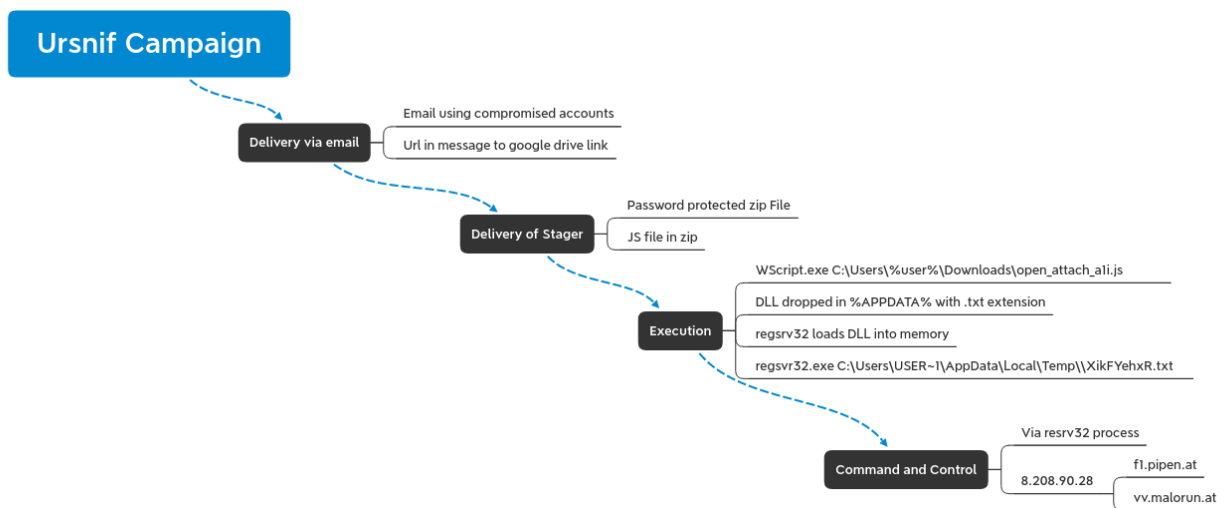 Ursnif Campaign
Delivery via email
Email using compromised accounts
Url in message to google drive link
Delivery of Stager
Password protected zip File
JS file in zip
Execution
WScript.exe C:\Users\%user%\Downloads\open_attach_a1i.js
DLL dropped in %APPDATA% with .txt extension
regsrv32 loads DLL into memory
regsvr32.exe C:\Users\USER~1\AppData\Local\Temp\\XikFYehxR.txt
Command and Control
Via resrv32 process
8.208.90.28
f1.pipen.at
vv.malorun.at